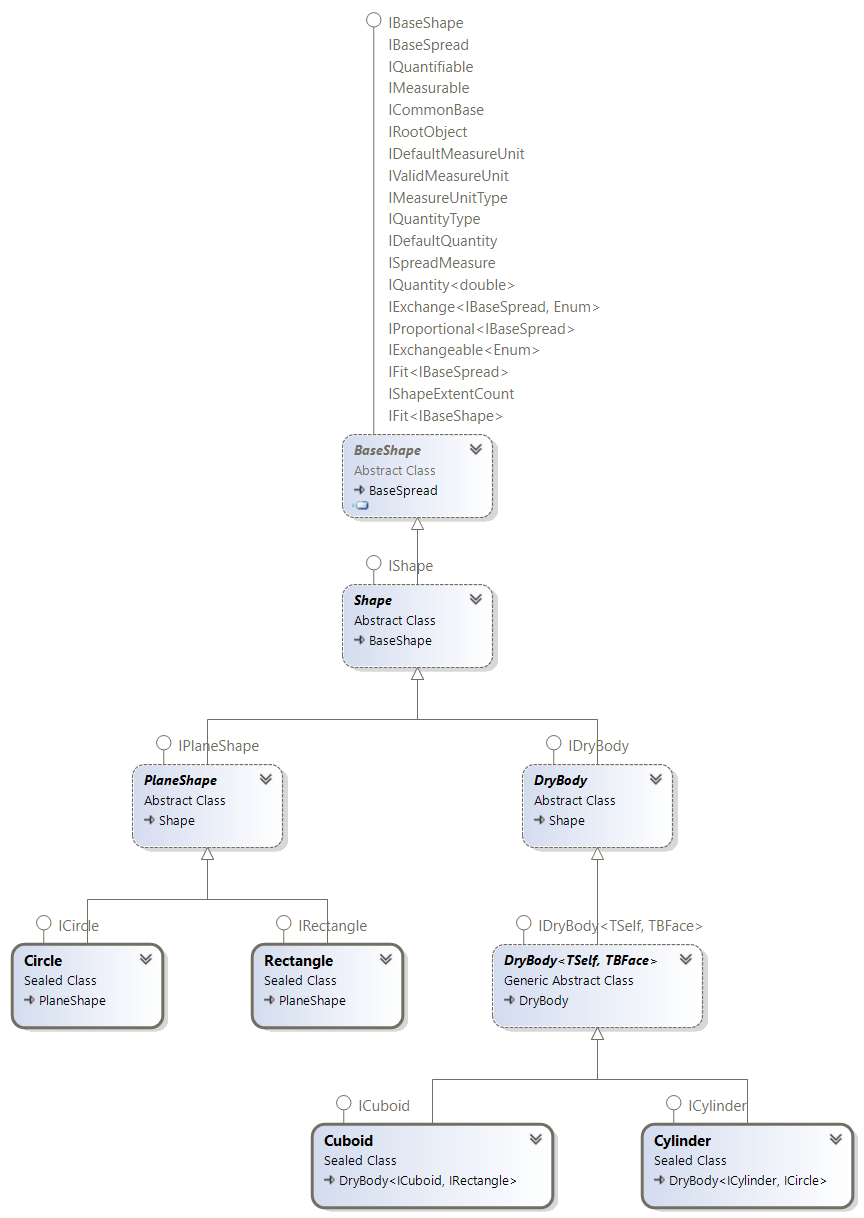 IBaseShape
IBaseSpread
IQuantifiable
IMeasurable
ICommonBase
IRootObject
IDefaultMeasureUnit
IValidMeasureUnit
IMeasureUnitType
IQuantityType
IDefaultQuantity
ISpreadMeasure
IQuantity<double>
IExchange<IBaseSpread, Enum>
IProportional<IBaseSpread>
IExchangeable<Enum>
IFit<IBaseSpread>
IShapeExtentCount
IFit<IBaseShape>
BaseShape
Abstract Class
BaseSpread
IShape
Shape
Abstract Class
BaseShape
IPlaneShape
PlaneShape
Abstract Class
Shape
IDryBody
DryBody
Abstract Class
Shape
ICircle
Circle
Sealed Class
PlaneShape
IRectangle
Rectangle
Sealed Class
PlaneShape
IDryBody<TSelf, TBFace>
DryBody<TSelf, TBFace>
Generic Abstract Class
DryBody
ICuboid
Cuboid
Sealed Class
DryBody<ICuboid, IRectangle>
ICylinder
Cylinder
Sealed Class
DryBody<ICylinder, ICircle>